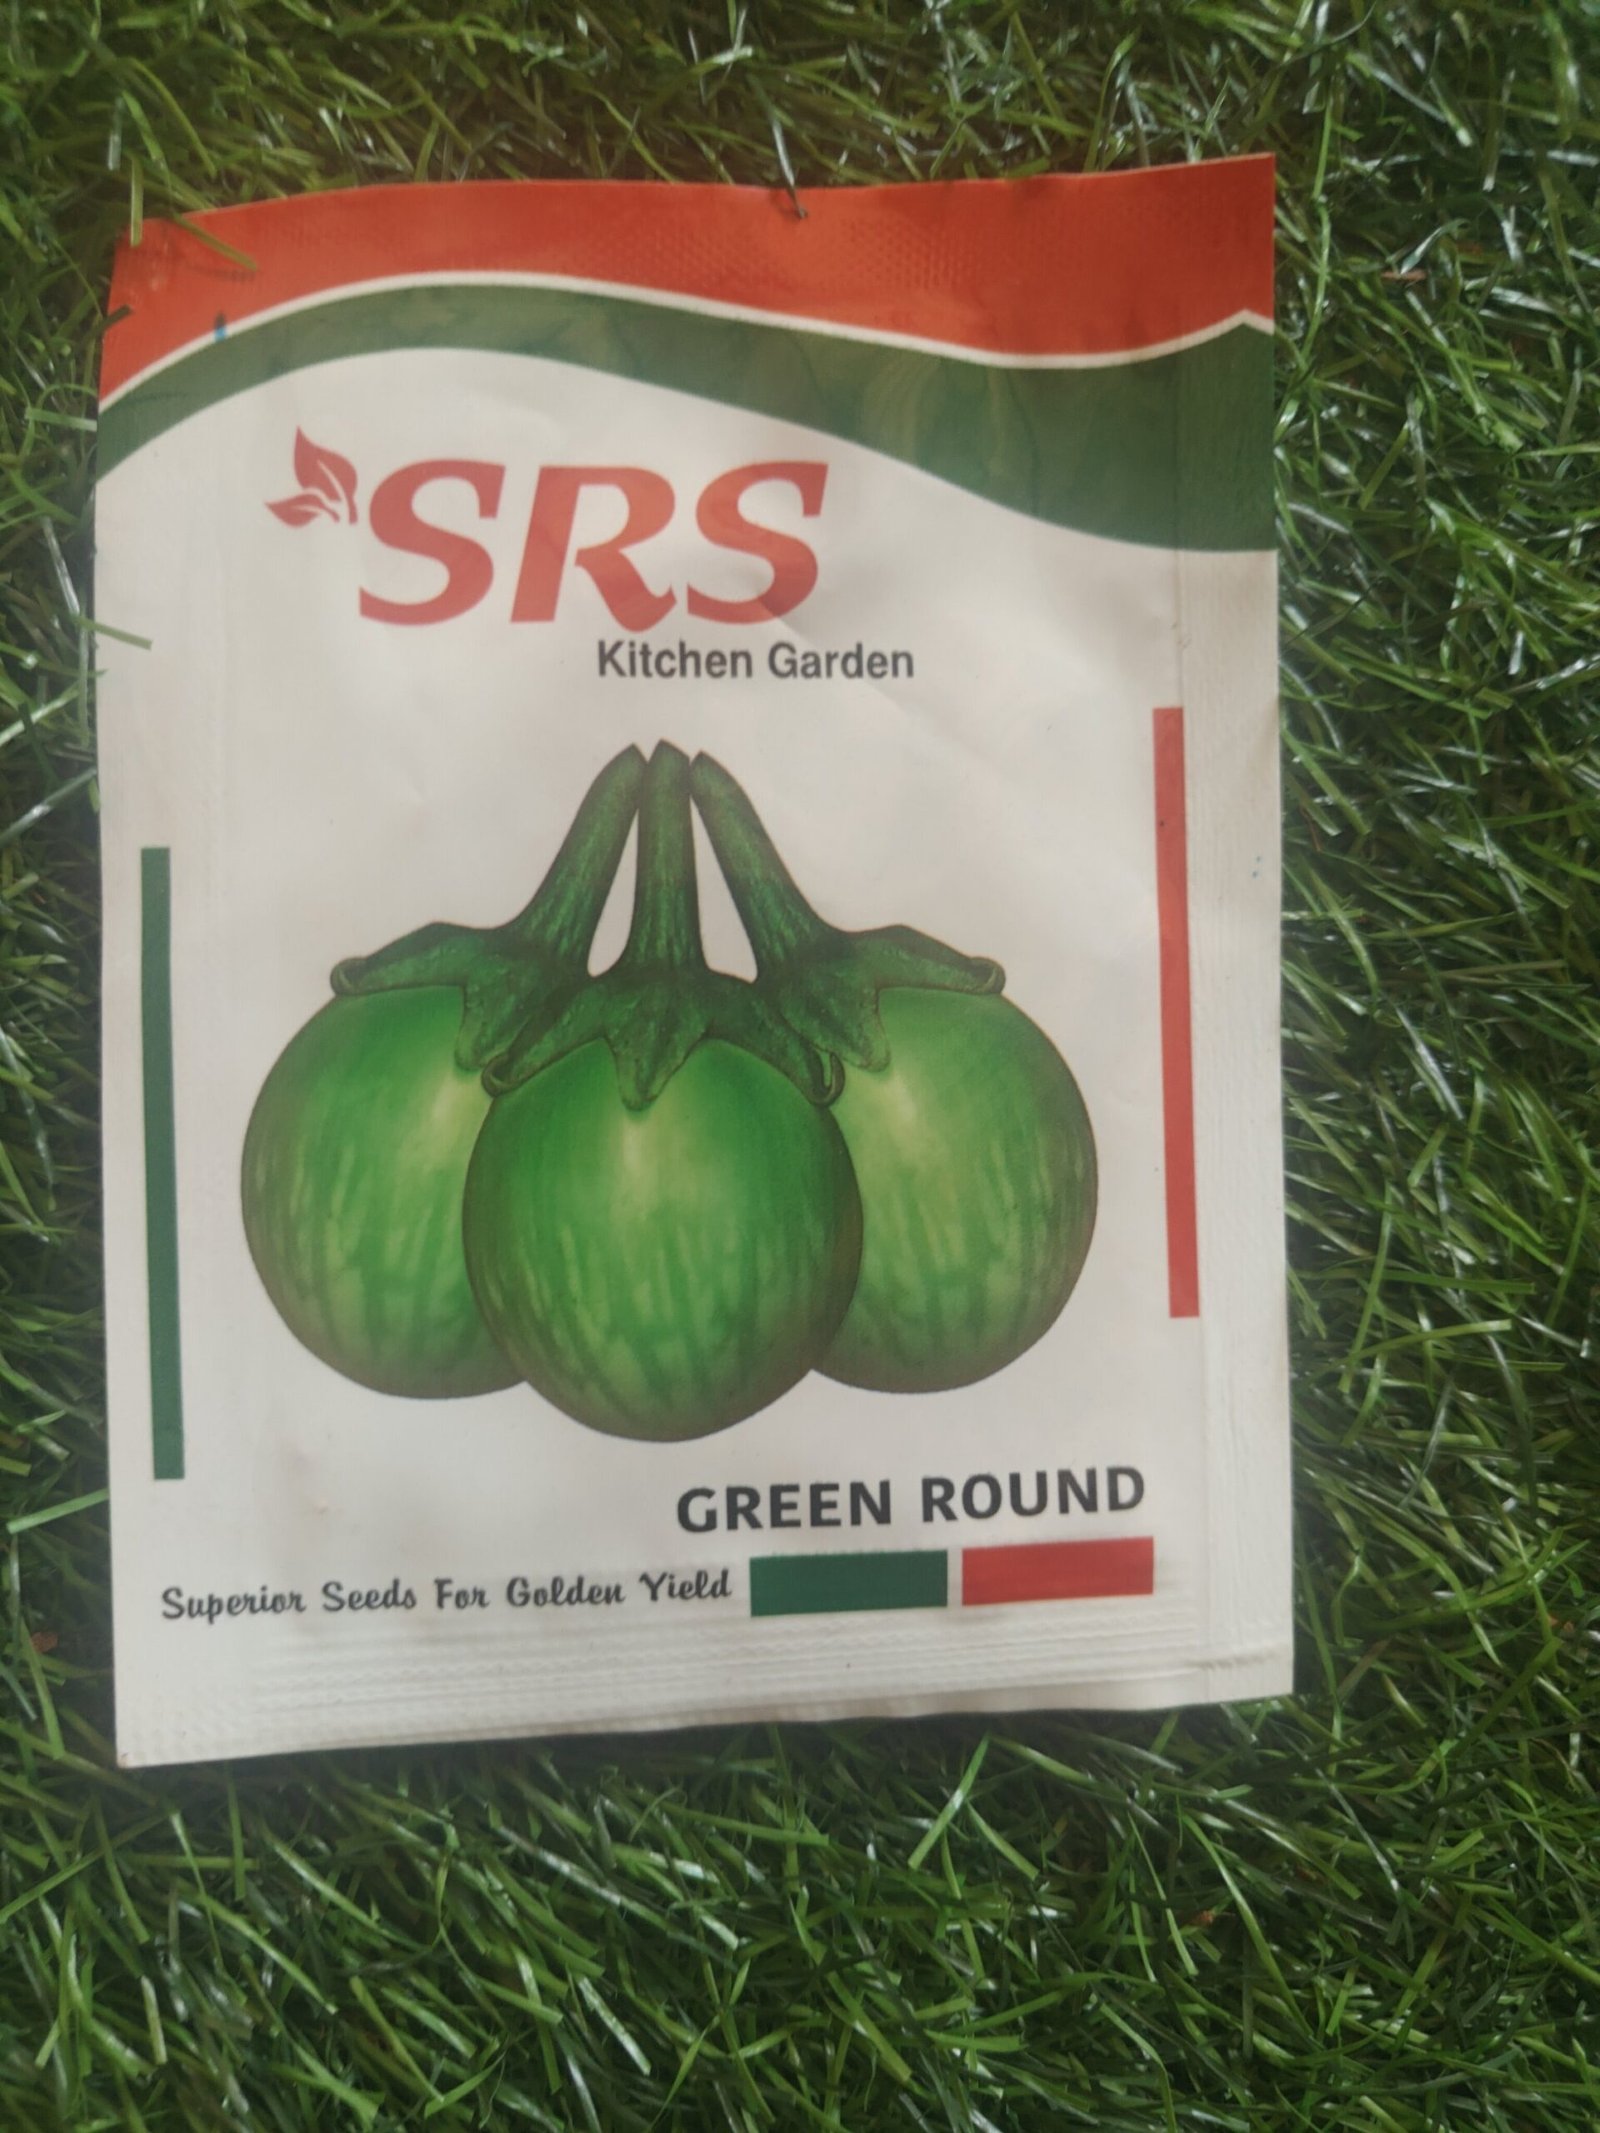 SRS
Kitchen Garden
GREEN ROUND
Superior Seeds For Golden Yield